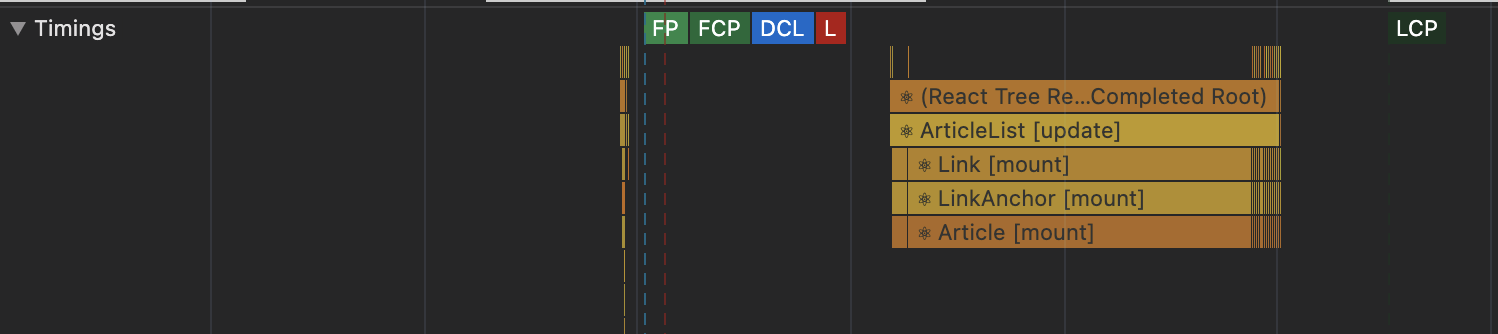 ▼ Timings FP FCP DCL L LCP
⚛ (React Tree Re...Completed Root)
⚛ ArticleList [update]
⚛ Link [mount]
⚛ LinkAnchor [mount]
⚛ Article [mount]